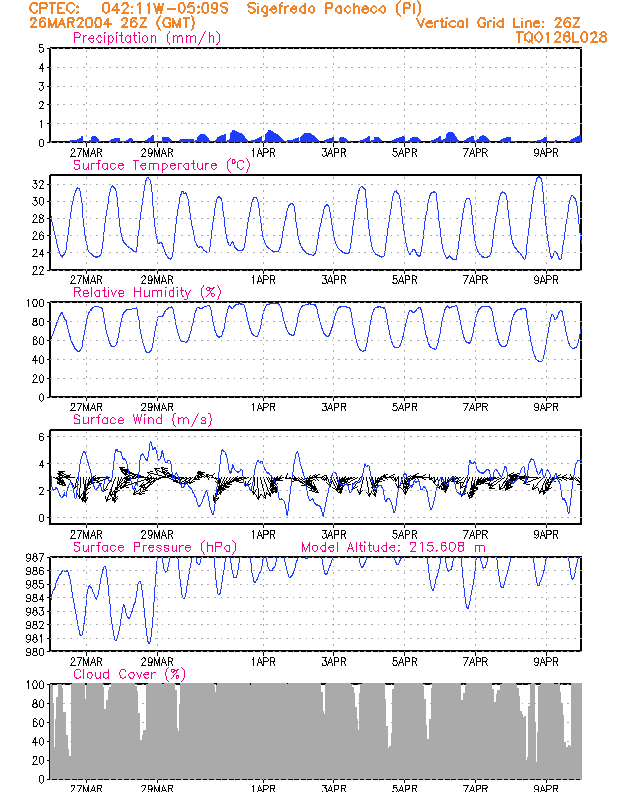 CPTEC: 042:11W-05:09S Sigefredo Pacheco (PI)
26MAR2004 26Z (GMT) Vertical Grid Line: 26Z
Precipitation (mm/h) TQ0126L028
5
4
3
2
1
0
27MAR 29MAR 1APR 3APR 5APR 7APR 9APR
Surface Temperature (ºC)
32
30
28
26
24
22
27MAR 29MAR 1APR 3APR 5APR 7APR 9APR
Relative Humidity (%)
100
80
60
40
20
0
27MAR 29MAR 1APR 3APR 5APR 7APR 9APR
Surface Wind (m/s)
6
4
2
0
27MAR 29MAR 1APR 3APR 5APR 7APR 9APR
Surface Pressure (hPa) Model Altitude: 215.608 m
987
986
985
984
983
982
981
980
27MAR 29MAR 1APR 3APR 5APR 7APR 9APR
Cloud Cover (%)
100
80
60
40
20
0
27MAR 29MAR 1APR 3APR 5APR 7APR 9APR